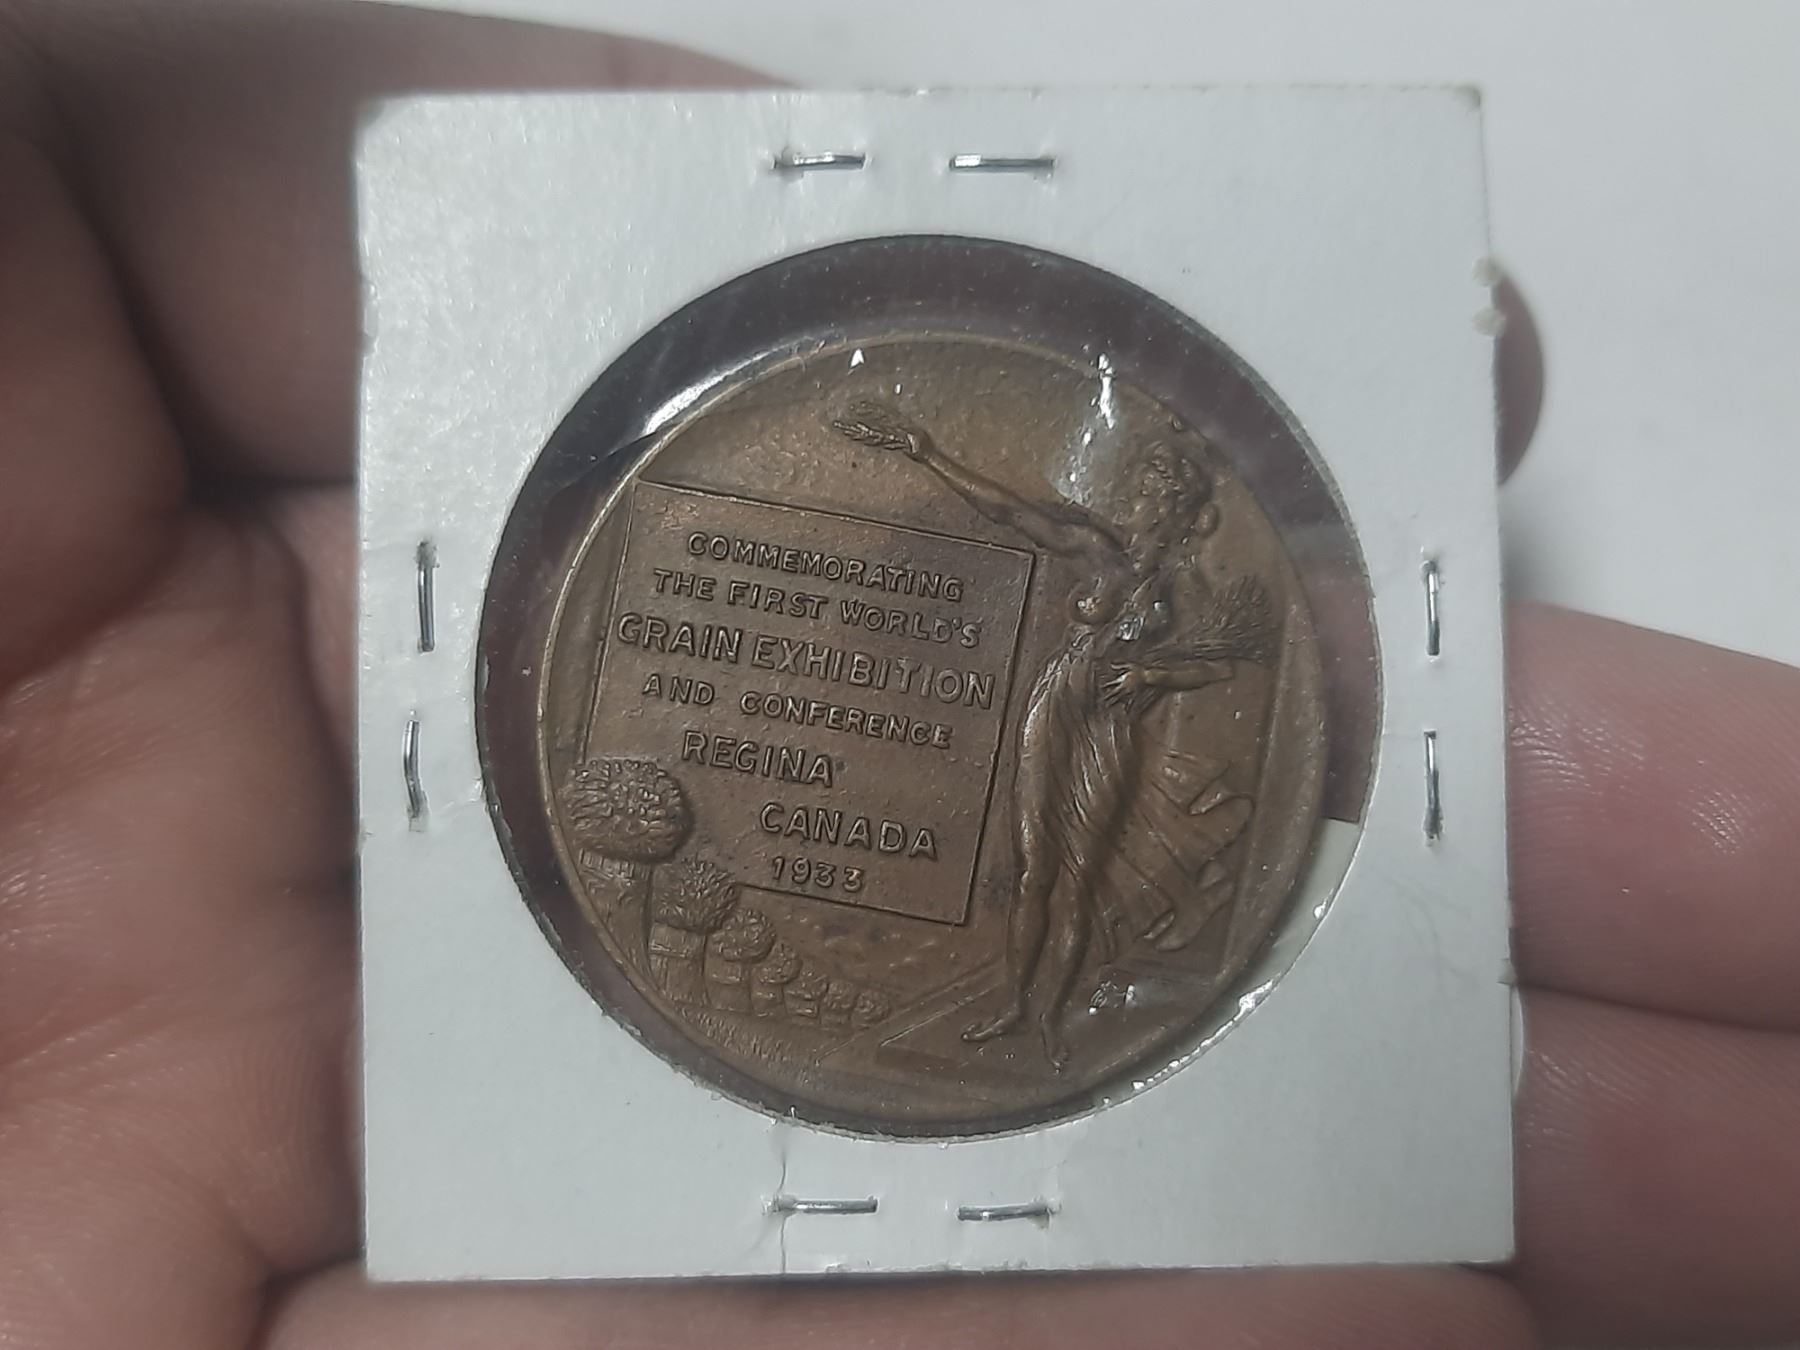 COMMEMORATING
THE FIRST WORLD'S
GRAIN EXHIBITION
AND CONFERENCE
REGINA
CANADA
1933